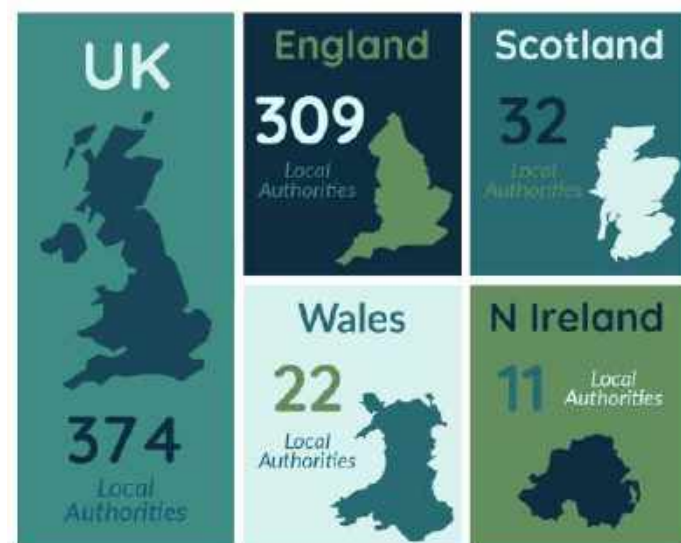 UK
374
Local
Authorities
England
309
Local
Authorities
Scotland
32
Local
Authorities
Wales
22
Local
Authorities
N Ireland
11
Local
Authorities